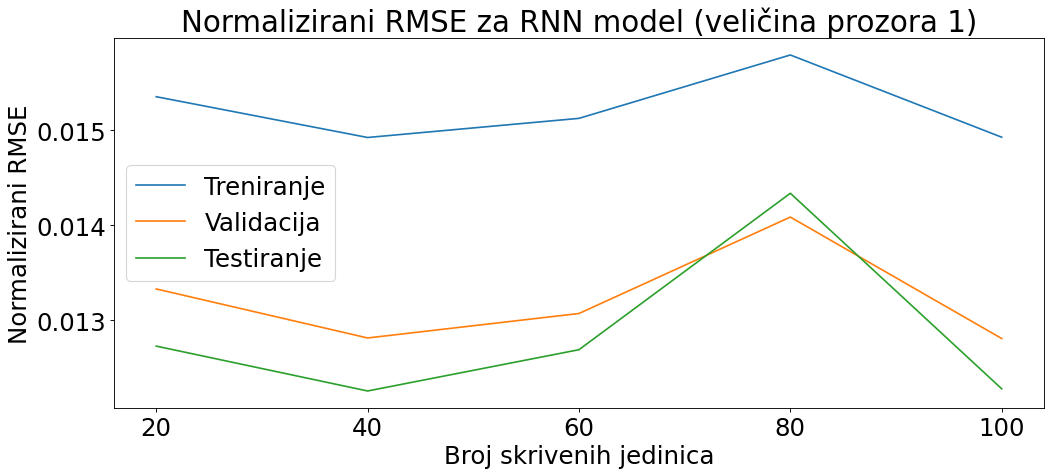 Normalizirani RMSE za RNN model (veličina prozora 1)
Normalizirani RMSE
0.015
0.014
0.013
Treniranje
Validacija
Testiranje
20 40 60 80 100
Broj skrivenih jedinica